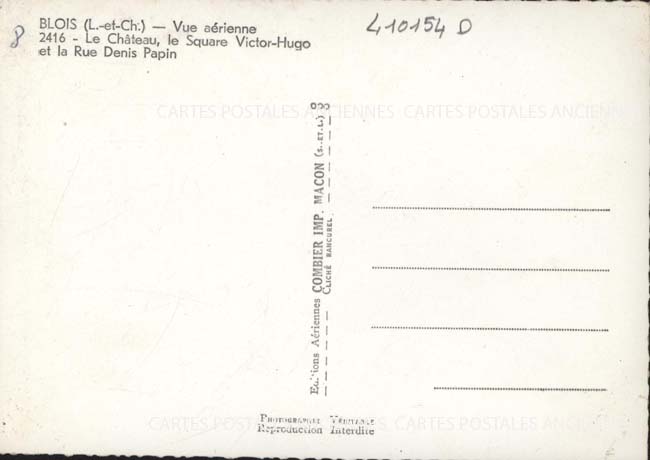 BLOIS (L.-et-Ch.) — Vue aérienne
2416 - Le Château, le Square Victor-Hugo
et la Rue Denis Papin
8
410154 D
CARTES POSTALES ANCIENNES CARTES POSTALES ANCIENNES
Editions Aériennes COMBIER IMP. MACON (S.-ET-L.)
CLICHÉ RANCUREL
PHOTOGRAPHIE VÉRITABLE
Reproduction Interdite
CARTES POSTALES ANCIENNES CARTES POSTALES ANCIENNES